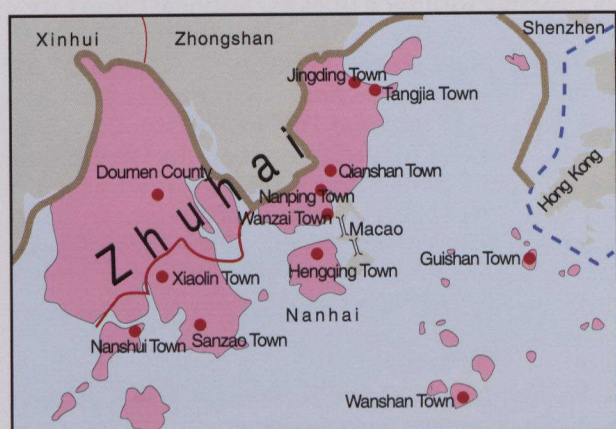 Xinhui
Zhongshan
Shenzhen
Jingding Town
Tangjia Town
Doumen County
Qianshan Town
Nanping Town
Wanzai Town
Macao
Hong Kong
Zhuhai
Xiaolin Town
Hengqing Town
Guishan Town
Nanhai
Nanshui Town
Sanzao Town
Wanshan Town